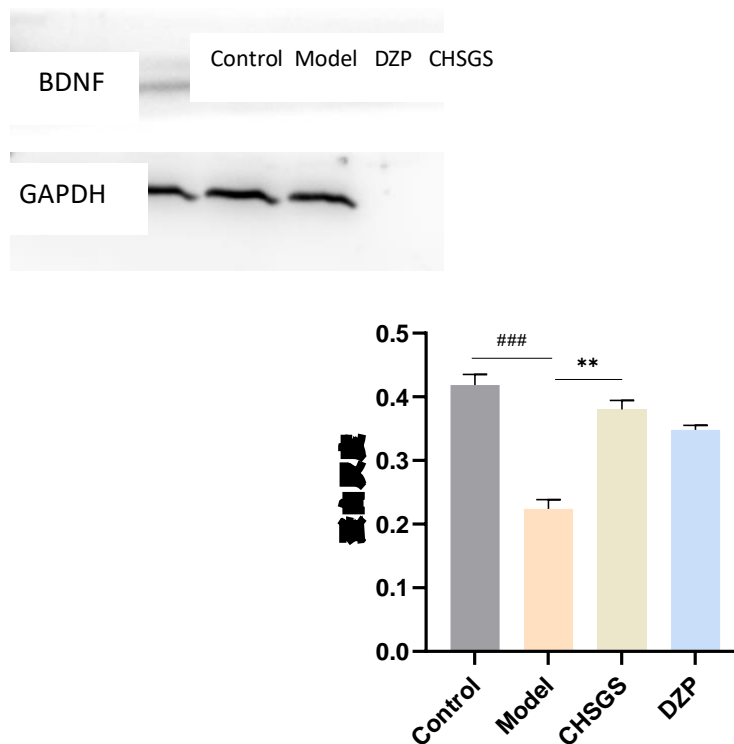 Control Model DZP CHSGS
BDNF
GAPDH
0.5
0.4
0.3
0.2
0.1
0.0
###
**
Control
Model
CHSGS
DZP